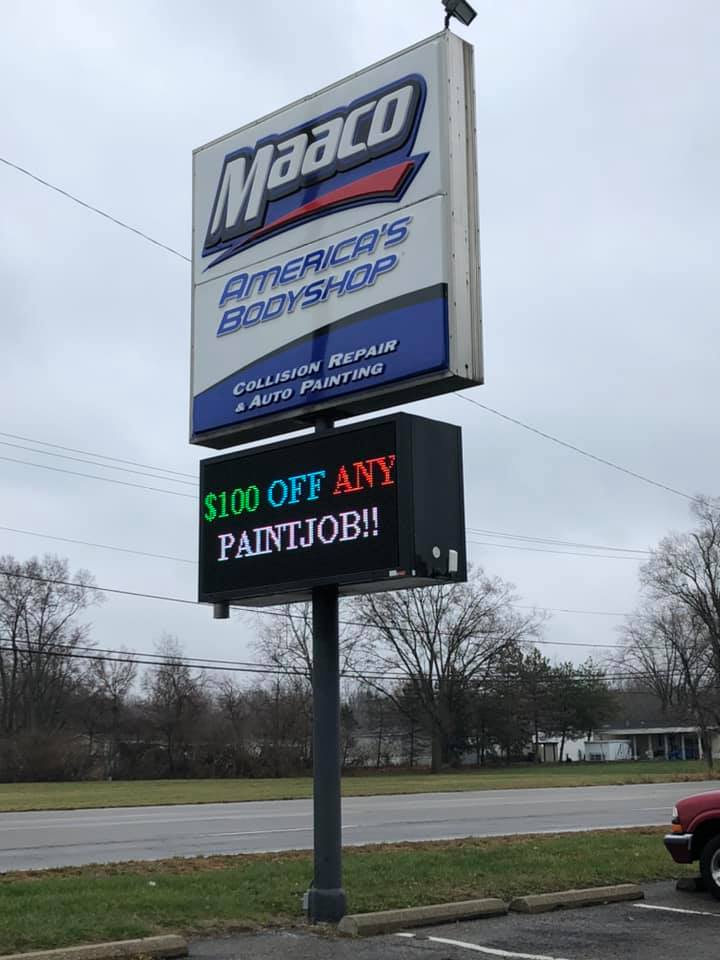 Maaco
AMERICA'S
BODYSHOP
COLLISION REPAIR
& AUTO PAINTING
$100 OFF ANY
PAINTJOB!!